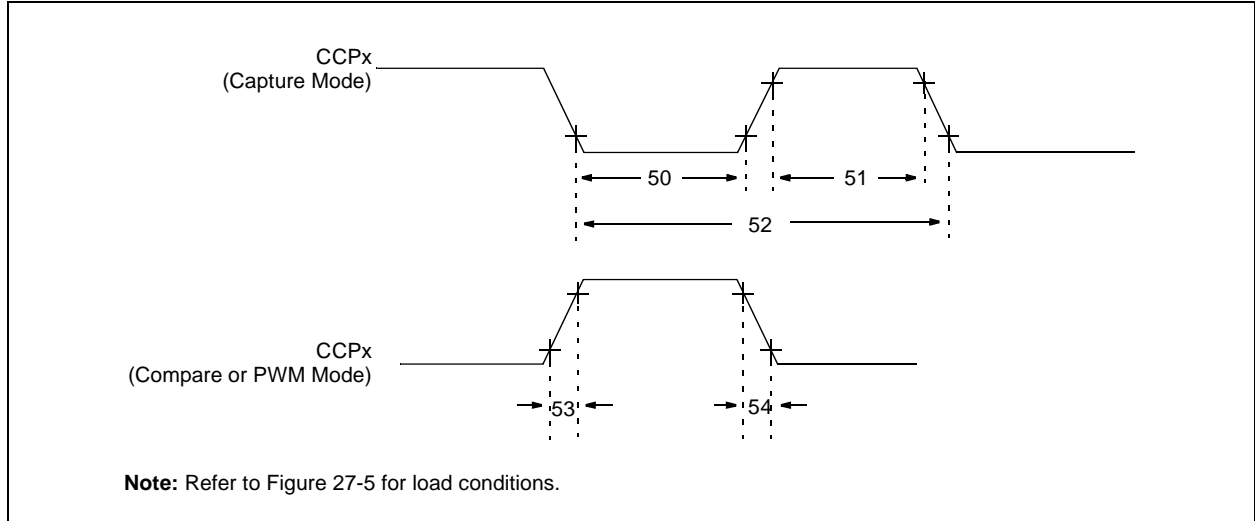 CCPx
(Capture Mode)
50
51
52
CCPx
(Compare or PWM Mode)
53
54
Note: Refer to Figure 27-5 for load conditions.